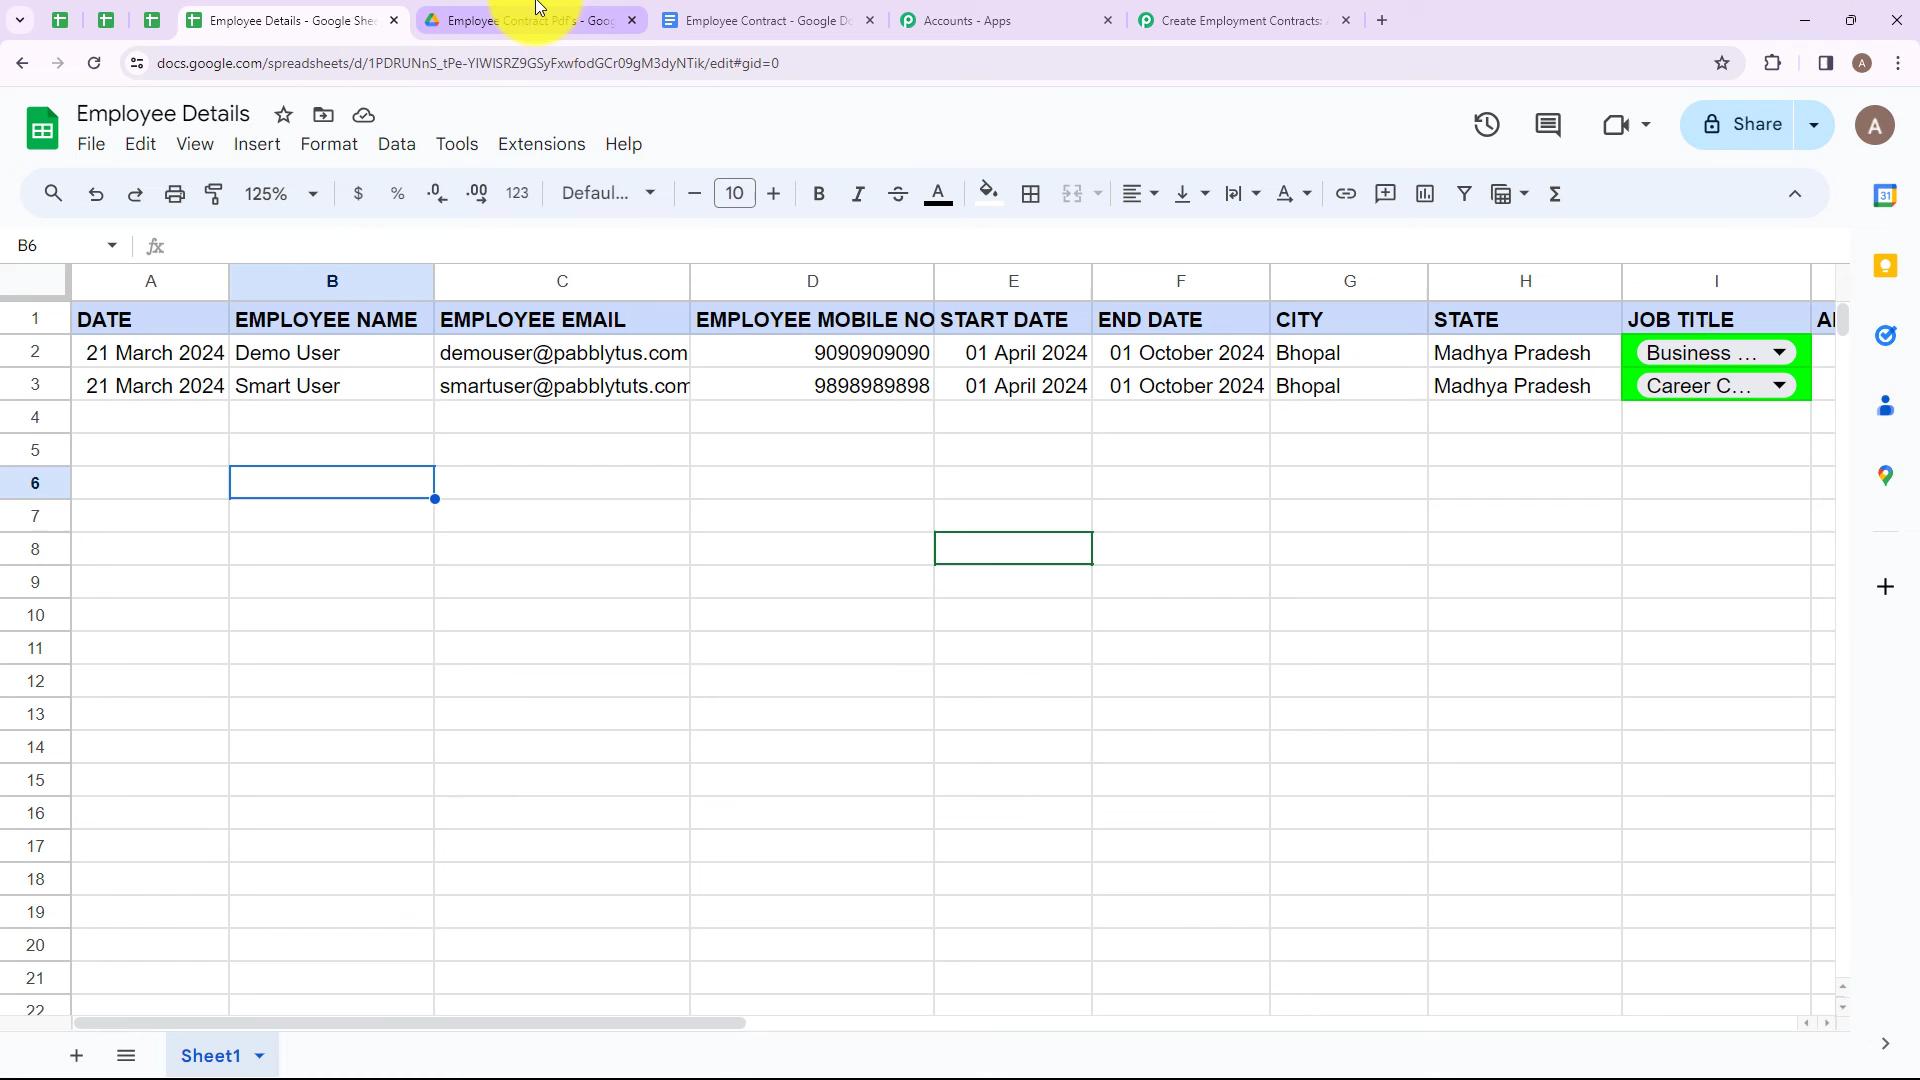 Employee Details - Google Shee
Employee Contract Pdf's - Goog
Employee Contract - Google Do
Accounts - Apps
Create Employment Contracts:
docs.google.com/spreadsheets/d/1PDRUNnS_tPe-YIWISRZ9GSyFxwfodGCr09gM3dyNTik/edit#gid=0
A
Employee Details
Share
A
File Edit View Insert Format Data Tools Extensions Help
125% $ % .0 .00 123 Defaul... 10 B I S A A Σ
31
B6 fx
A B C D E F G H I
1 DATE EMPLOYEE NAME EMPLOYEE EMAIL EMPLOYEE MOBILE NO START DATE END DATE CITY STATE JOB TITLE
2 21 March 2024 Demo User demouser@pabblytus.com 9090909090 01 April 2024 01 October 2024 Bhopal Madhya Pradesh Business ...
3 21 March 2024 Smart User smartuser@pabblytuts.com 9898989898 01 April 2024 01 October 2024 Bhopal Madhya Pradesh Career C...
4
5
6
7
8
9
10
11
12
13
14
15
16
17
18
19
20
21
22
Sheet1